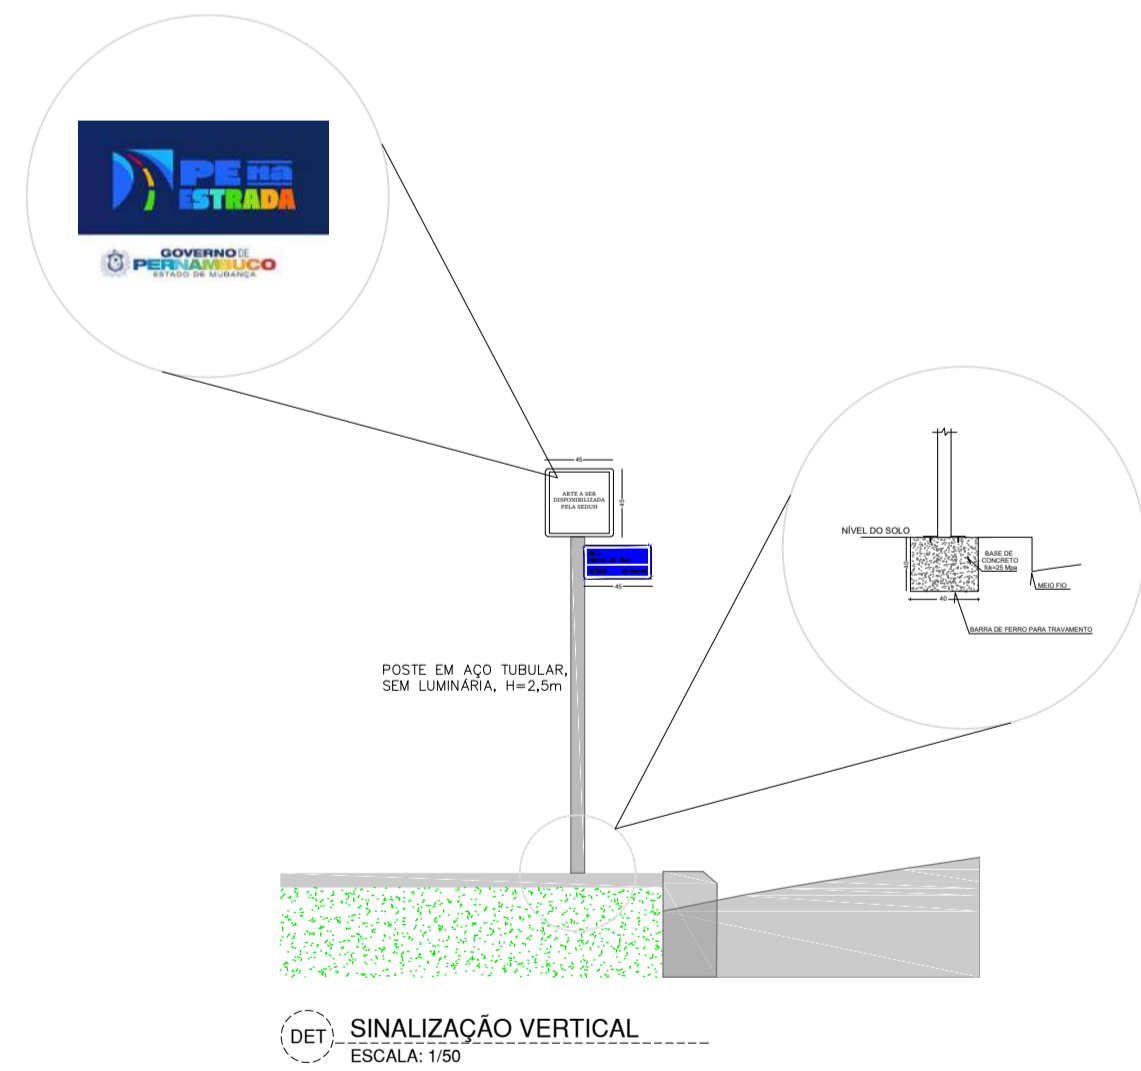 PE na
ESTRADA
GOVERNO DE
PERNAMBUCO
ESTADO DE MUDANÇA
45
ARTE A SER
DISPONIBILIZADA
PELA SEDUH
45
45
POSTE EM AÇO TUBULAR,
SEM LUMINÁRIA, H=2,5m
NÍVEL DO SOLO
BASE DE
CONCRETO
fck=25 Mpa
40
40
MEIO FIO
BARRA DE FERRO PARA TRAVAMENTO
DET
SINALIZAÇÃO VERTICAL
ESCALA: 1/50